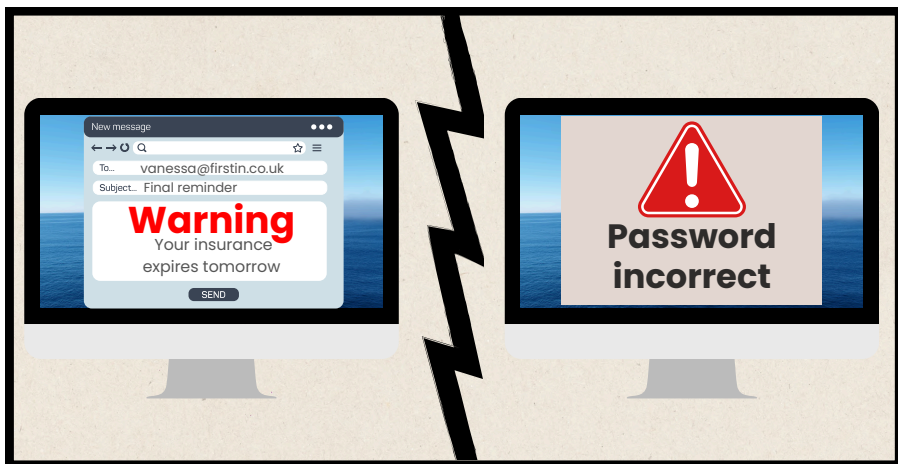 New message
To... vanessa@firstin.co.uk
Subject... Final reminder
Warning
Your insurance
expires tomorrow
SEND
Password
incorrect